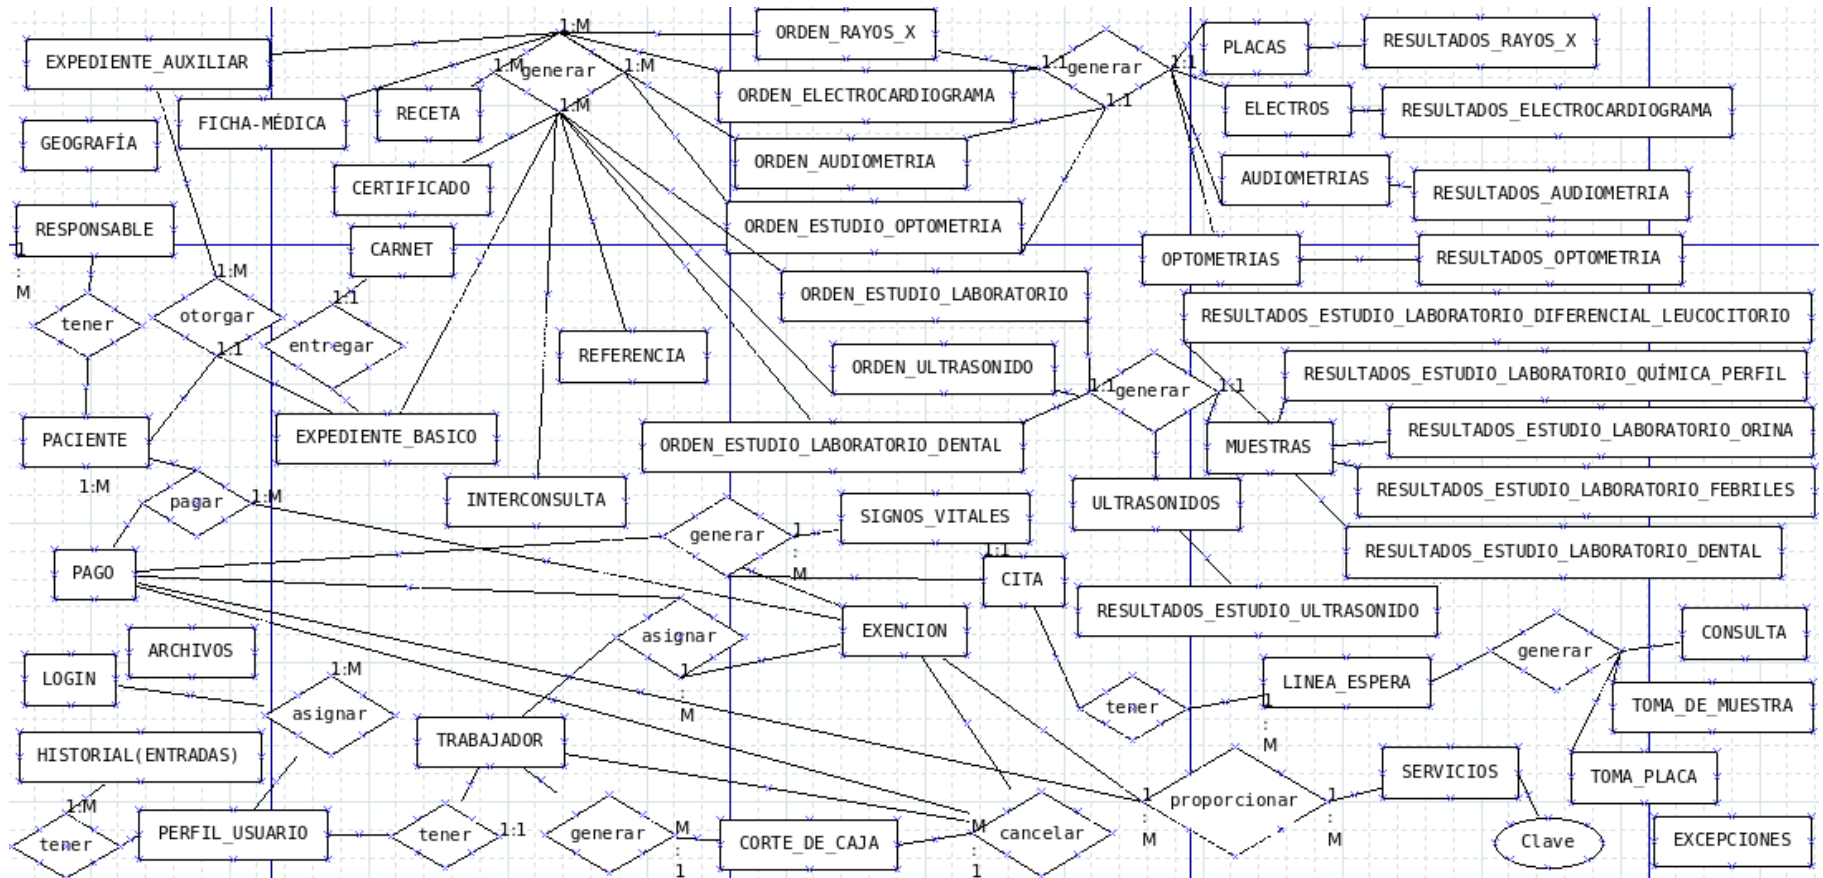 EXPEDIENTE_AUXILIAR
1:M
ORDEN_RAYOS_X
PLACAS
RESULTADOS_RAYOS_X
1:M
generar
1:M
1:1
generar
1:1
FICHA-MÉDICA
RECETA
1:M
ORDEN_ELECTROCARDIOGRAMA
1:1
ELECTROS
RESULTADOS_ELECTROCARDIOGRAMA
GEOGRAFÍA
CERTIFICADO
ORDEN_AUDIOMETRIA
AUDIOMETRIAS
RESULTADOS_AUDIOMETRIA
RESPONSABLE
1
:
M
CARNET
ORDEN_ESTUDIO_OPTOMETRIA
OPTOMETRIAS
RESULTADOS_OPTOMETRIA
1:M
1:1
ORDEN_ESTUDIO_LABORATORIO
RESULTADOS_ESTUDIO_LABORATORIO_DIFERENCIAL_LEUCOCITORIO
tener
otorgar
1:1
entregar
REFERENCIA
ORDEN_ULTRASONIDO
1:1
generar
1:1
RESULTADOS_ESTUDIO_LABORATORIO_QUÍMICA_PERFIL
PACIENTE
EXPEDIENTE_BASICO
ORDEN_ESTUDIO_LABORATORIO_DENTAL
MUESTRAS
RESULTADOS_ESTUDIO_LABORATORIO_ORINA
1:M
pagar
1:M
INTERCONSULTA
SIGNOS_VITALES
ULTRASONIDOS
RESULTADOS_ESTUDIO_LABORATORIO_FEBRILES
generar
1
:
M
1:1
RESULTADOS_ESTUDIO_LABORATORIO_DENTAL
PAGO
CITA
RESULTADOS_ESTUDIO_ULTRASONIDO
ARCHIVOS
asignar
1
:
M
EXENCION
generar
CONSULTA
LOGIN
1:M
asignar
LINEA_ESPERA
1
:
M
tener
TOMA_DE_MUESTRA
HISTORIAL(ENTRADAS)
TRABAJADOR
SERVICIOS
TOMA_PLACA
1:M
tener
PERFIL_USUARIO
tener
1:1
generar
M
:
1
CORTE_DE_CAJA
M
:
1
cancelar
1
:
M
proporcionar
1
:
M
Clave
EXCEPCIONES